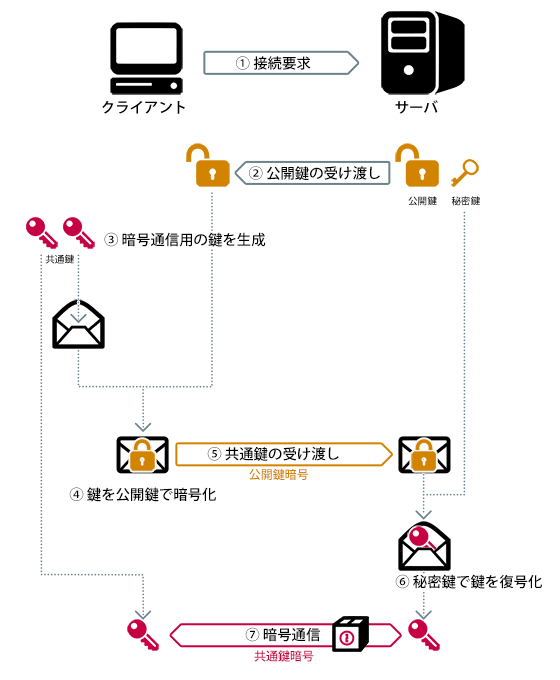 ① 接続要求
クライアント
サーバ
② 公開鍵の受け渡し
公開鍵
秘密鍵
③ 暗号通信用の鍵を生成
共通鍵
⑤ 共通鍵の受け渡し
公開鍵暗号
④ 鍵を公開鍵で暗号化
⑥ 秘密鍵で鍵を復号化
⑦ 暗号通信
共通鍵暗号